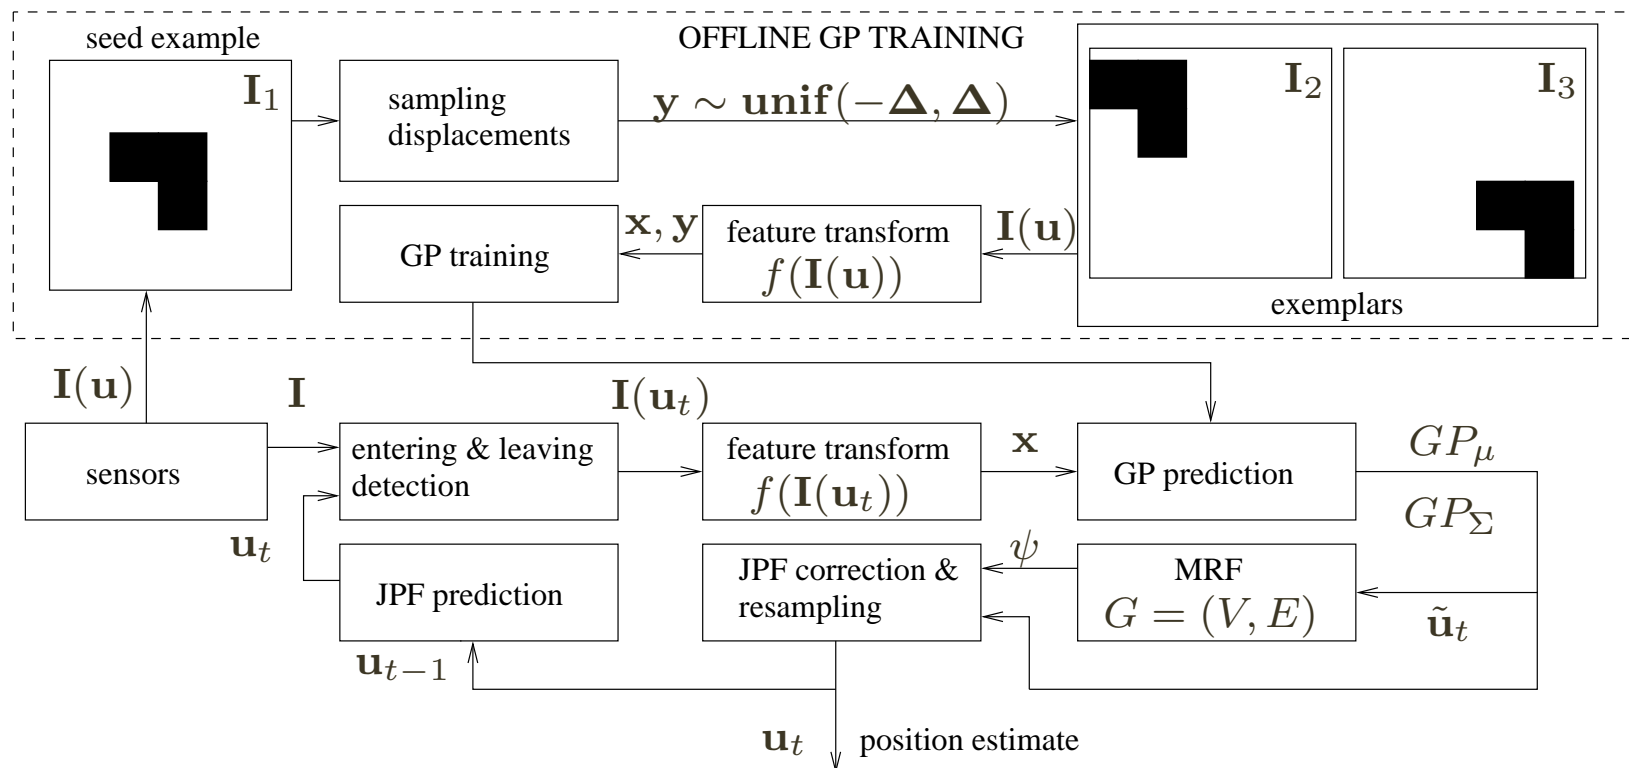 seed example
OFFLINE GP TRAINING
I₁
sampling
displacements
y ∼ unif(−Δ, Δ)
I₂
I₃
GP training
x, y
feature transform
f(I(u))
I(u)
exemplars
I(u)
I
I(uₜ)
sensors
entering & leaving
detection
feature transform
f(I(uₜ))
x
GP prediction
GP_μ
GP_Σ
uₜ
JPF prediction
JPF correction &
resampling
ψ
MRF
G = (V, E)
ũₜ
uₜ₋₁
uₜ
position estimate